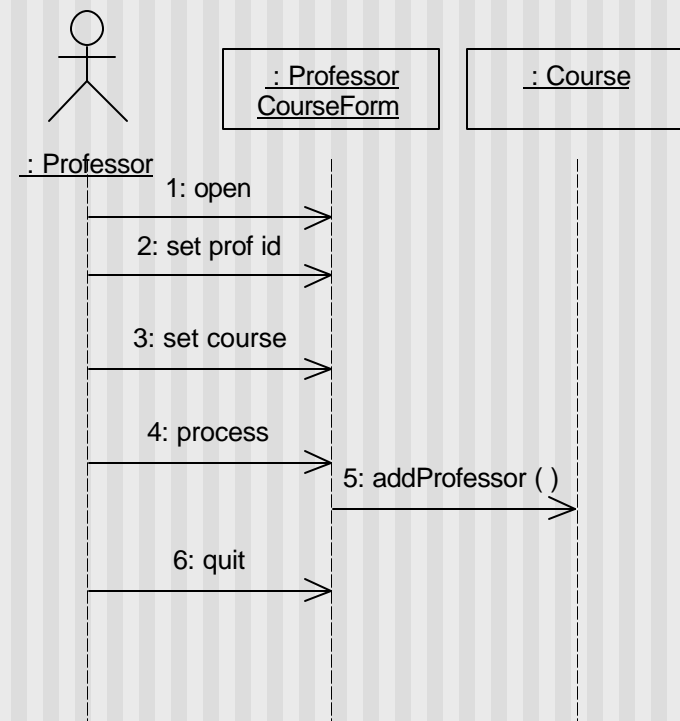 : Professor
CourseForm
: Course
: Professor
1: open
2: set prof id
3: set course
4: process
5: addProfessor ( )
6: quit